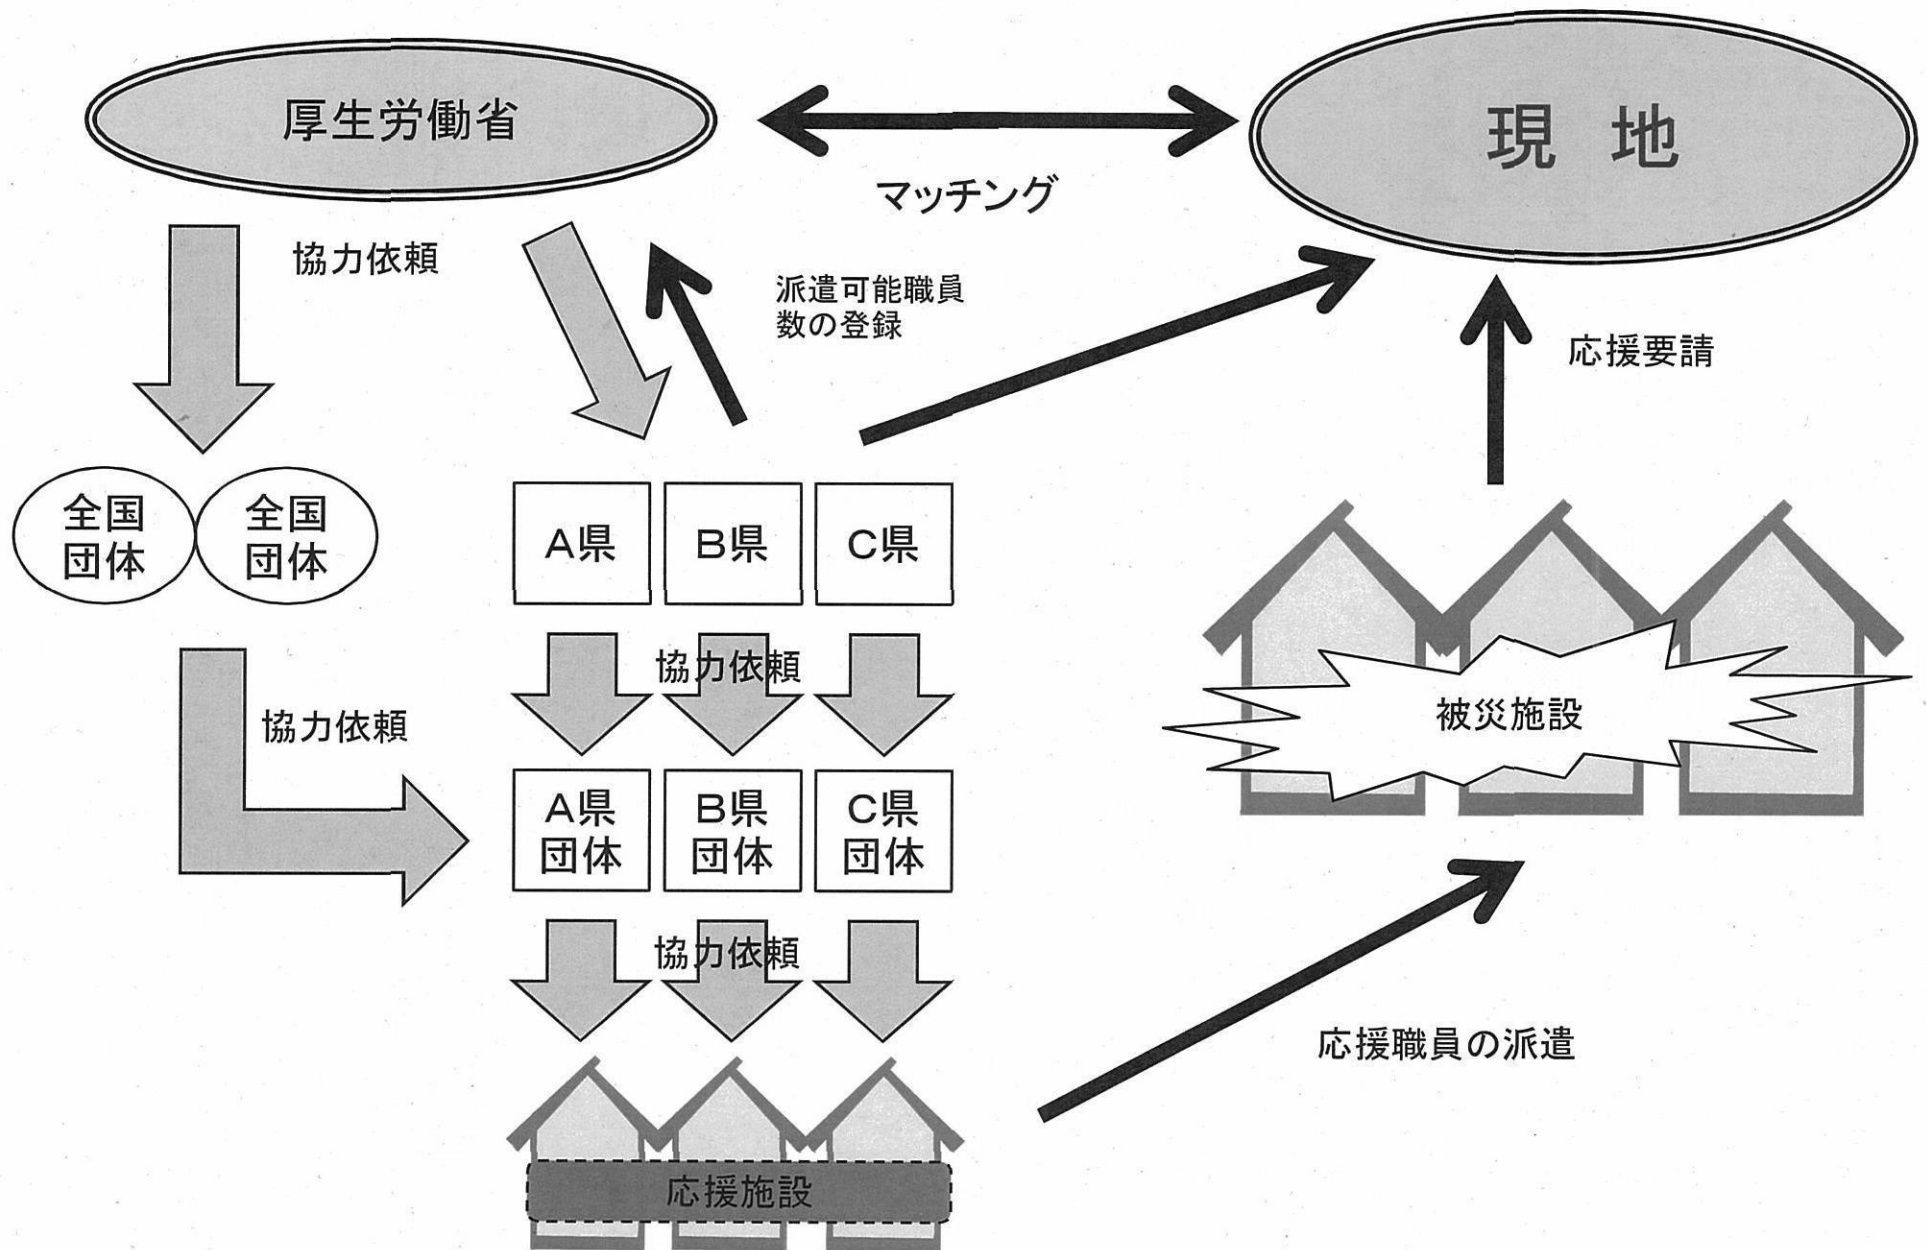 厚生労働省
現 地
マッチング
協力依頼
派遣可能職員
数の登録
応援要請
全国
団体
全国
団体
A県
B県
C県
協力依頼
協力依頼
被災施設
A県
団体
B県
団体
C県
団体
協力依頼
応援職員の派遣
応援施設